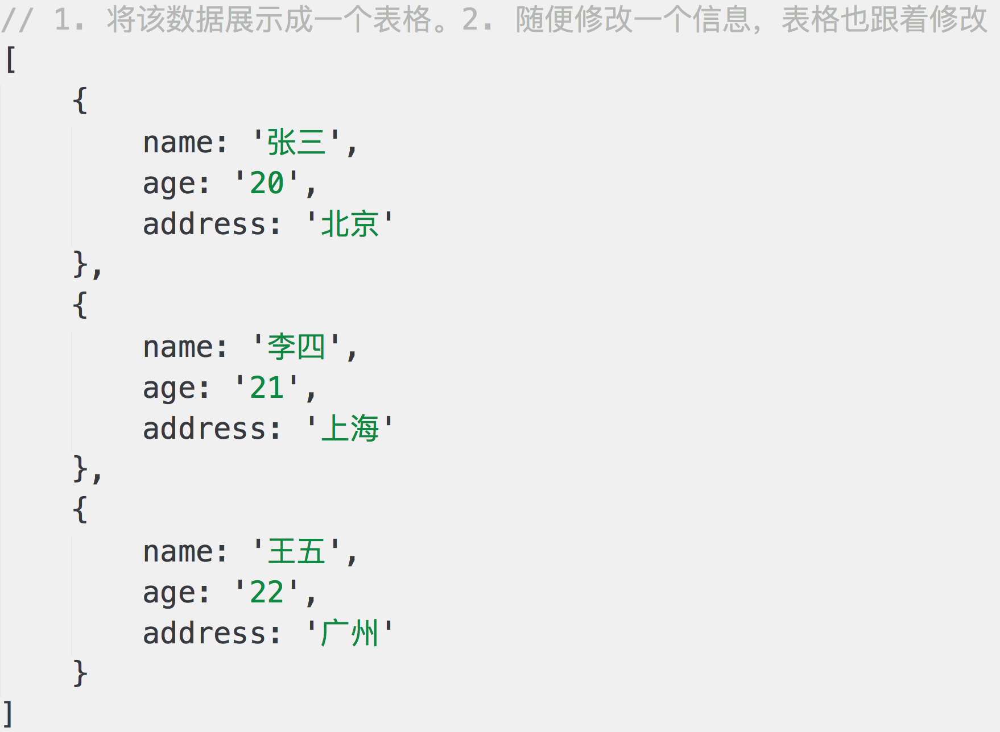 // 1. 将该数据展示成一个表格。2. 随便修改一个信息，表格也跟着修改
[
    {
        name: '张三',
        age: '20',
        address: '北京'
    },
    {
        name: '李四',
        age: '21',
        address: '上海'
    },
    {
        name: '王五',
        age: '22',
        address: '广州'
    }
]